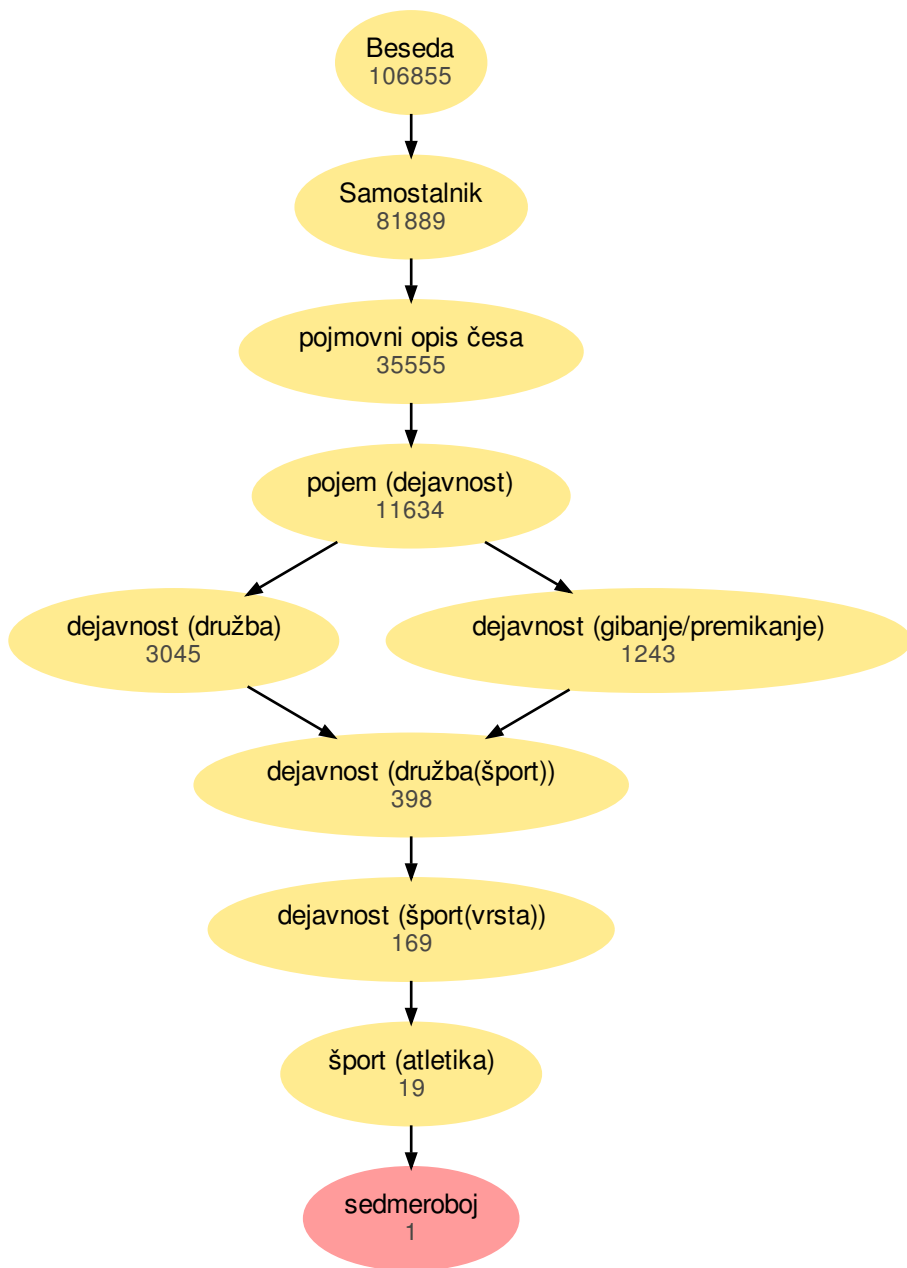 Beseda
106855
Samostalnik
81889
pojmovni opis česa
35555
pojem (dejavnost)
11634
dejavnost (družba)
3045
dejavnost (gibanje/premikanje)
1243
dejavnost (družba(šport))
398
dejavnost (šport(vrsta))
169
šport (atletika)
19
sedmeroboj
1